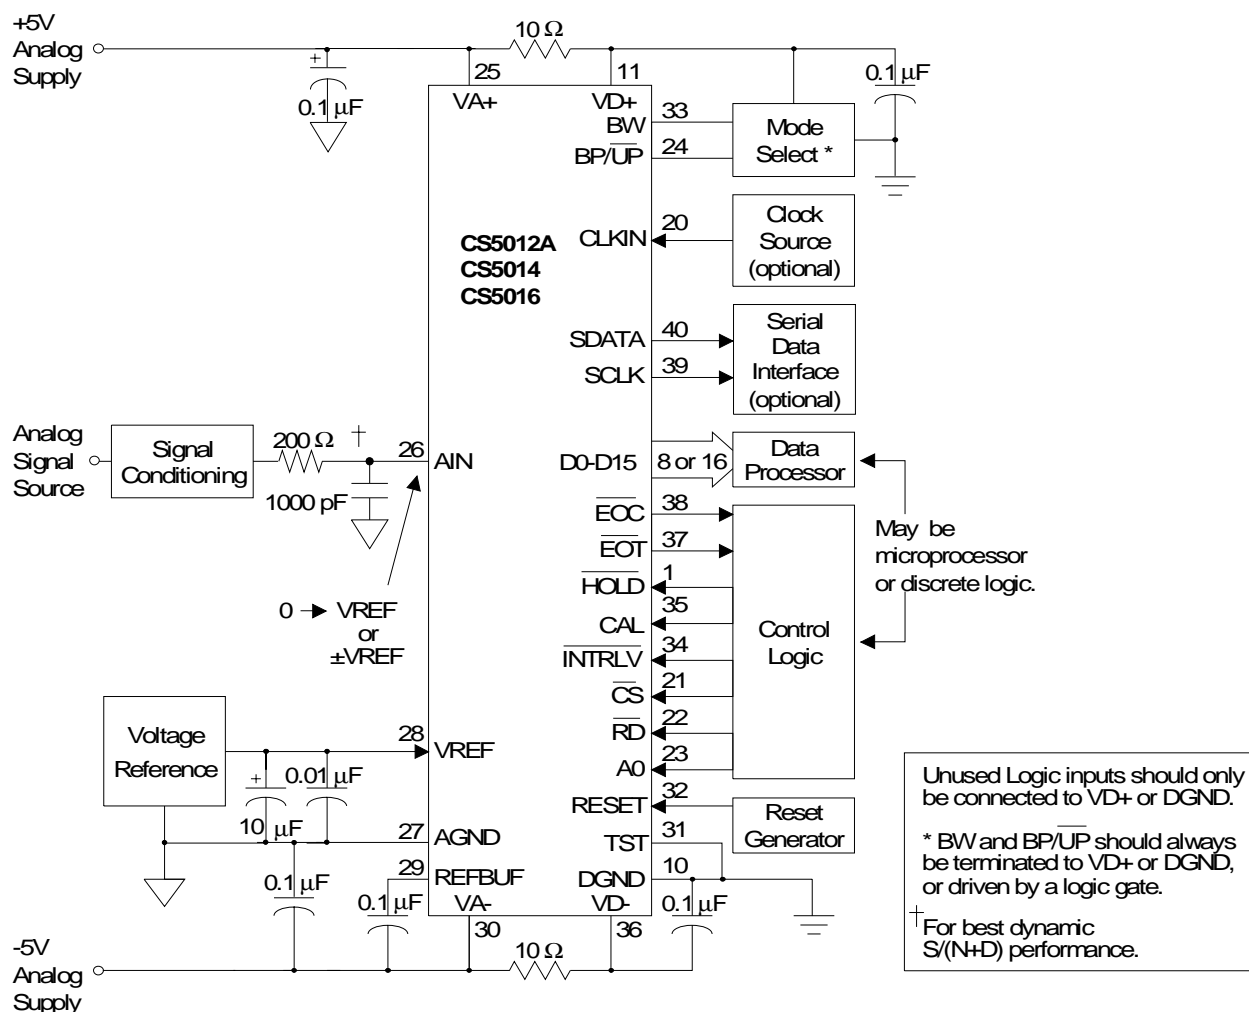 +5V
Analog
Supply
+
0.1 µF
25
VA+
10 Ω
11
VD+
0.1 µF
BW
33
BP/UP
24
Mode
Select *
CS5012A
CS5014
CS5016
CLKIN
20
Clock
Source
(optional)
SDATA
40
SCLK
39
Serial
Data
Interface
(optional)
Analog
Signal
Source
Signal
Conditioning
200 Ω
†
26
AIN
1000 pF
0 → VREF
or
±VREF
D0-D15
8 or 16
Data
Processor
EOC
38
EOT
37
HOLD
1
CAL
35
INTRLV
34
CS
21
RD
22
A0
23
Control
Logic
May be
microprocessor
or discrete logic.
Voltage
Reference
28
VREF
+
10 µF
0.01 µF
27
AGND
29
REFBUF
0.1 µF
0.1 µF
VA-
30
RESET
32
Reset
Generator
TST
31
DGND
10
VD-
36
0.1 µF
10 Ω
-5V
Analog
Supply
Unused Logic inputs should only
be connected to VD+ or DGND.
* BW and BP/UP should always
be terminated to VD+ or DGND,
or driven by a logic gate.
† For best dynamic
S/(N+D) performance.